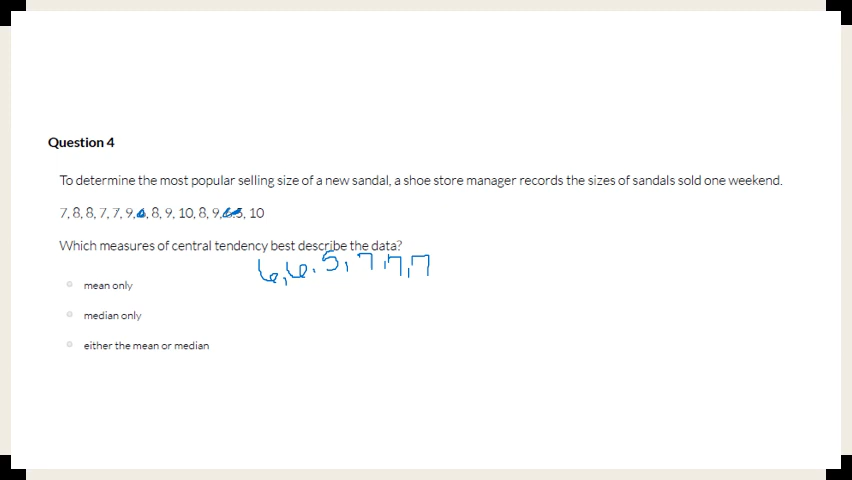 Question 4
To determine the most popular selling size of a new sandal, a shoe store manager records the sizes of sandals sold one weekend.
7, 8, 8, 7, 7, 9, 6, 8, 9, 10, 8, 9, 6.5, 10
Which measures of central tendency best describe the data?
6, 6.5, 7, 7, 7
mean only
median only
either the mean or median